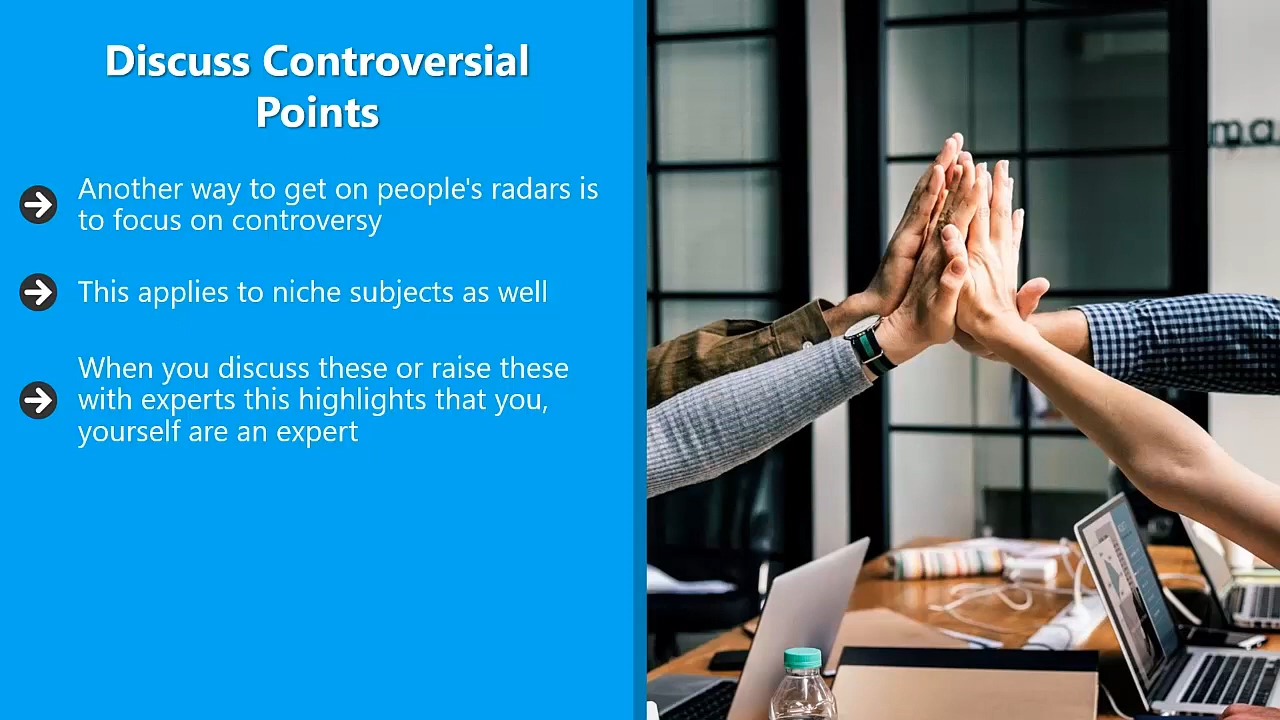 Discuss Controversial
Points
Another way to get on people's radars is
to focus on controversy
This applies to niche subjects as well
When you discuss these or raise these
with experts this highlights that you,
yourself are an expert